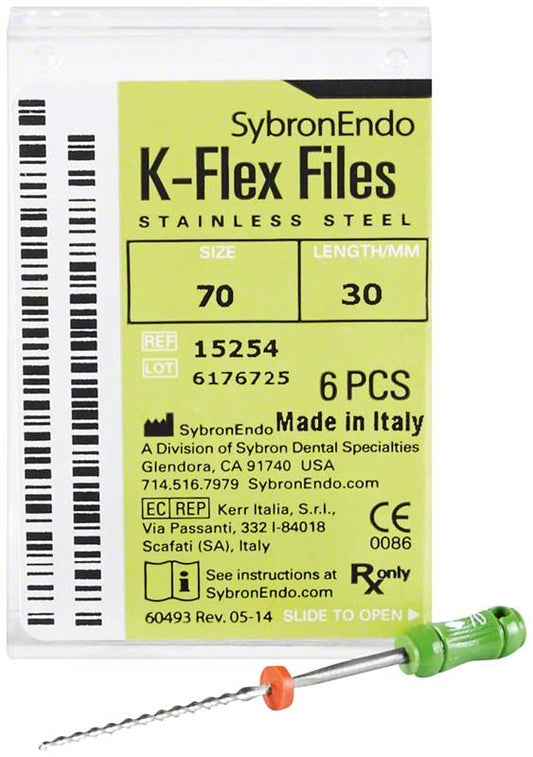 SybronEndo
K-Flex Files
STAINLESS STEEL
SIZE LENGTH/MM
70 30
REF 15254
LOT 6176725
6 PCS
SybronEndo Made in Italy
A Division of Sybron Dental Specialties
Glendora, CA 91740 USA
714.516.7979 SybronEndo.com
EC REP Kerr Italia, S.r.l.,
Via Passanti, 332 I-84018
Scafati (SA), Italy
CE
0086
i See instructions at
SybronEndo.com
Rx only
60493 Rev. 05-14 SLIDE TO OPEN
70